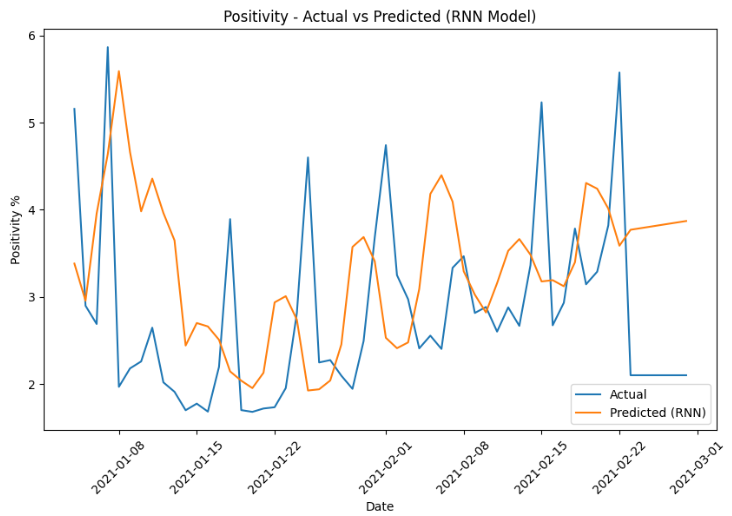 Positivity - Actual vs Predicted (RNN Model)
6
5
4
3
2
Positivity %
Actual
Predicted (RNN)
2021-01-08
2021-01-15
2021-01-22
2021-02-01
2021-02-08
2021-02-15
2021-02-22
2021-03-01
Date